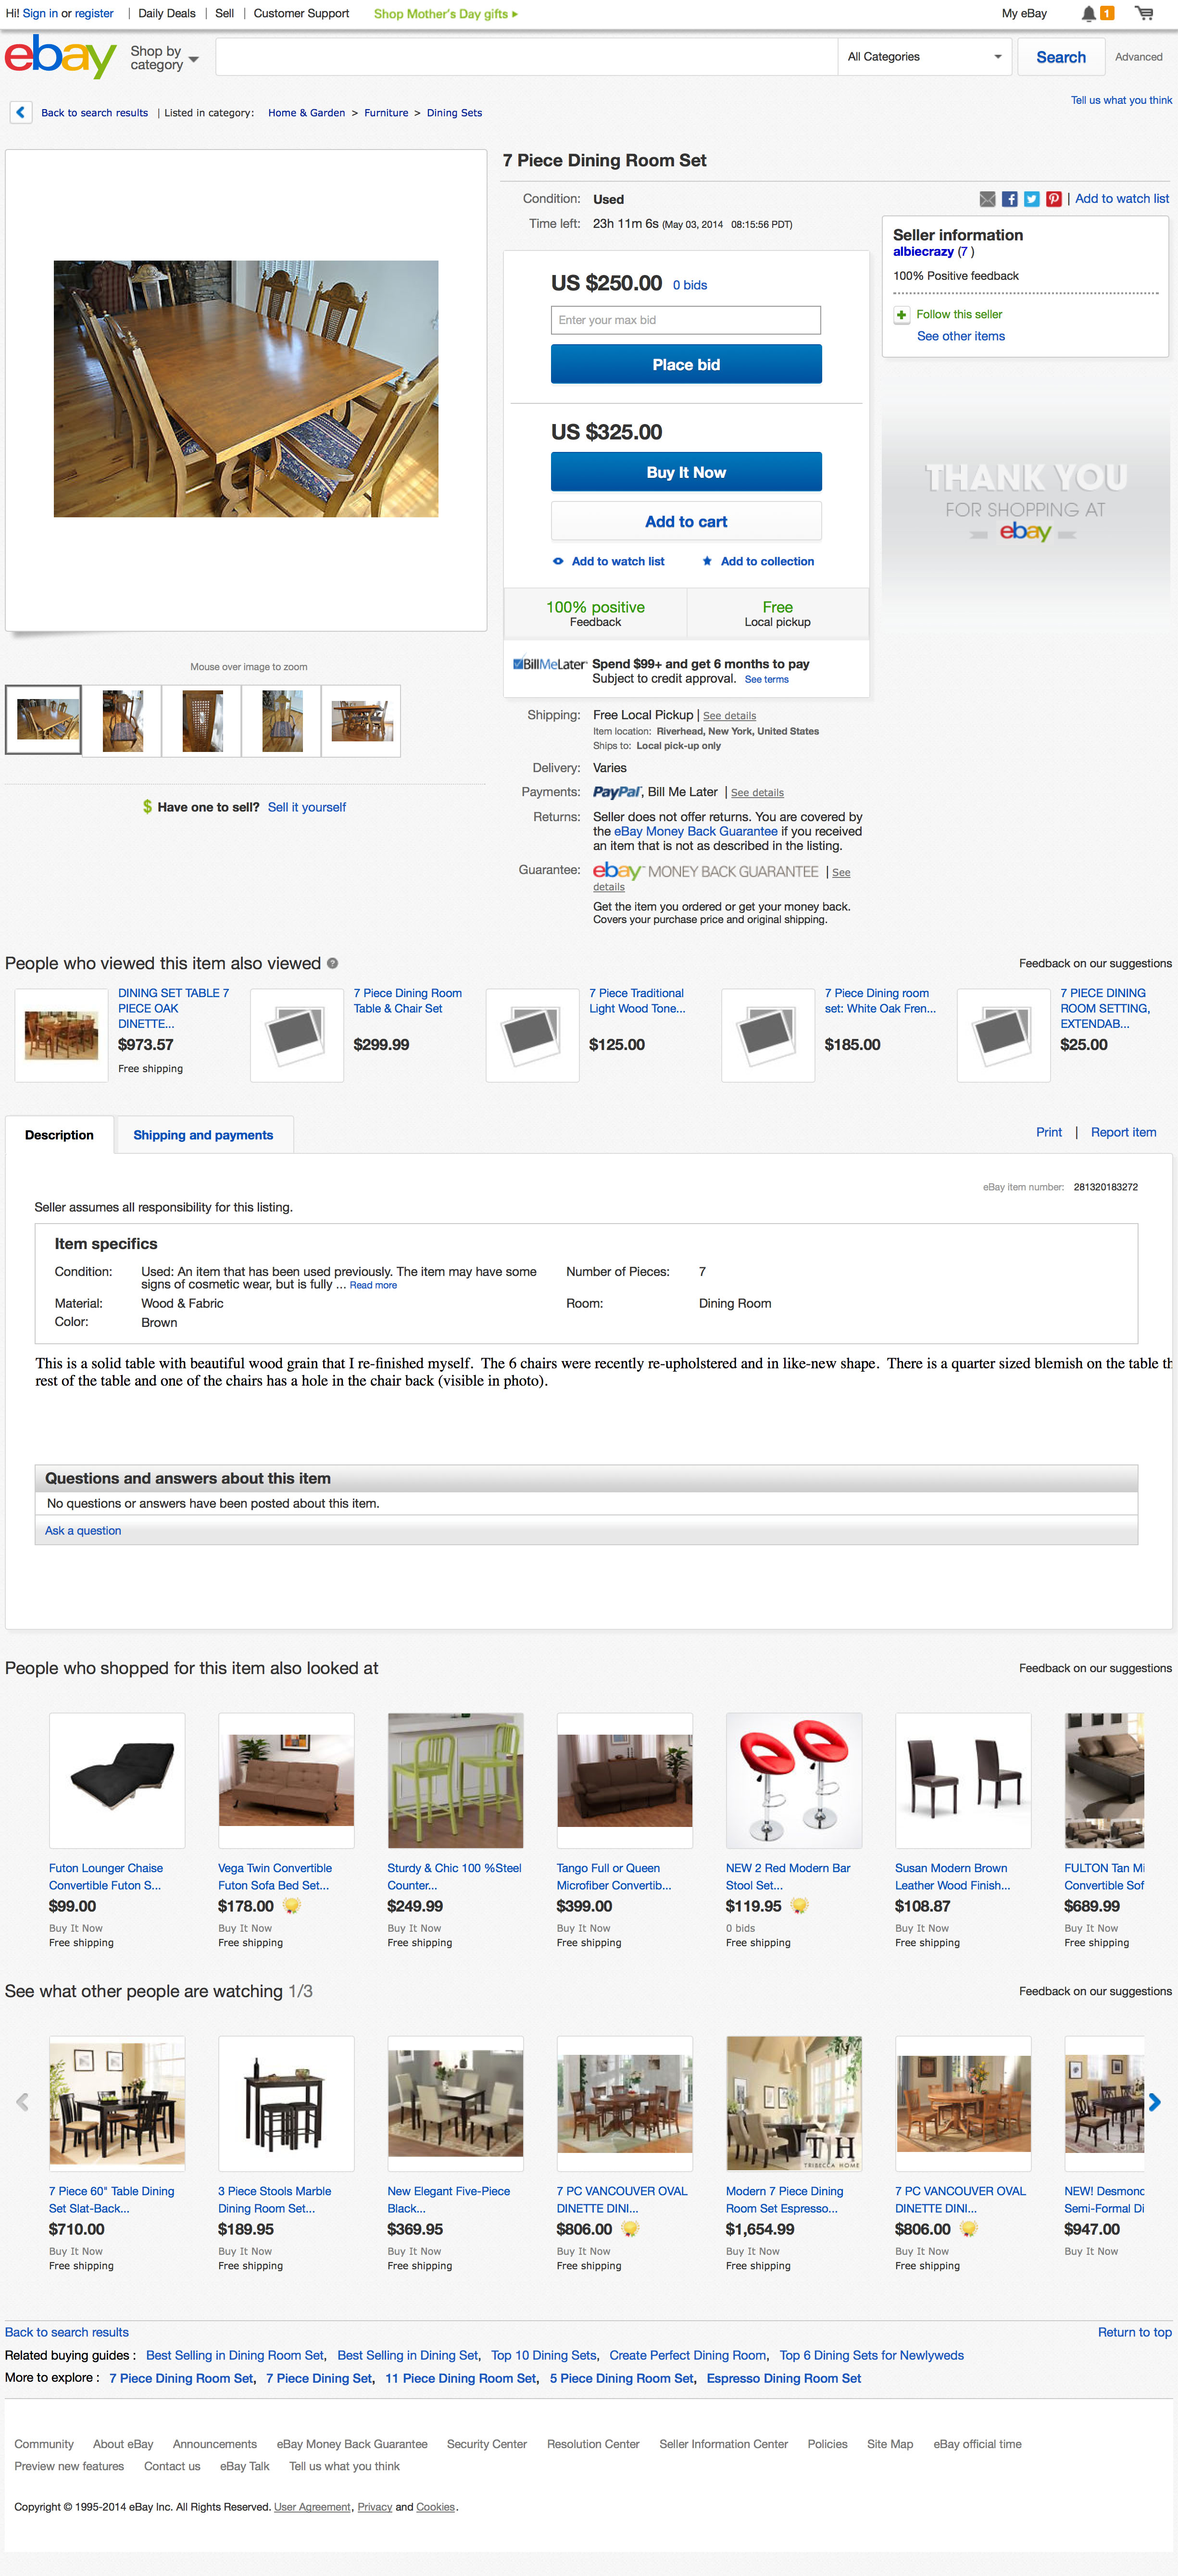 Hi! Sign in or register | Daily Deals | Sell | Customer Support Shop Mother's Day gifts ▸ My eBay 1
ebay Shop by category All Categories Search Advanced
Tell us what you think
Back to search results | Listed in category: Home & Garden > Furniture > Dining Sets
7 Piece Dining Room Set
Condition: Used
| Add to watch list
Time left: 23h 11m 6s (May 03, 2014 08:15:56 PDT)
Seller information
albiecrazy (7 )
100% Positive feedback
Follow this seller
See other items
US $250.00 0 bids
Enter your max bid
Place bid
US $325.00
Buy It Now
Add to cart
Add to watch list Add to collection
THANK YOU
FOR SHOPPING AT
ebay
100% positive Free
Feedback Local pickup
BillMeLater Spend $99+ and get 6 months to pay
Subject to credit approval. See terms
Mouse over image to zoom
Have one to sell? Sell it yourself
Shipping: Free Local Pickup | See details
Item location: Riverhead, New York, United States
Ships to: Local pick-up only
Delivery: Varies
Payments: PayPal, Bill Me Later | See details
Returns: Seller does not offer returns. You are covered by
the eBay Money Back Guarantee if you received
an item that is not as described in the listing.
Guarantee: ebay™ MONEY BACK GUARANTEE | See
details
Get the item you ordered or get your money back.
Covers your purchase price and original shipping.
People who viewed this item also viewed ? Feedback on our suggestions
DINING SET TABLE 7
PIECE OAK
DINETTE...
$973.57
Free shipping
7 Piece Dining Room
Table & Chair Set
$299.99
7 Piece Traditional
Light Wood Tone...
$125.00
7 Piece Dining room
set: White Oak Fren...
$185.00
7 PIECE DINING
ROOM SETTING,
EXTENDAB...
$25.00
Description Shipping and payments Print | Report item
eBay item number: 281320183272
Seller assumes all responsibility for this listing.
Item specifics
Condition: Used: An item that has been used previously. The item may have some Number of Pieces: 7
signs of cosmetic wear, but is fully ... Read more
Material: Wood & Fabric Room: Dining Room
Color: Brown
This is a solid table with beautiful wood grain that I re-finished myself. The 6 chairs were recently re-upholstered and in like-new shape. There is a quarter sized blemish on the table th
rest of the table and one of the chairs has a hole in the chair back (visible in photo).
Questions and answers about this item
No questions or answers have been posted about this item.
Ask a question
People who shopped for this item also looked at Feedback on our suggestions
Futon Lounger Chaise
Convertible Futon S...
$99.00
Buy It Now
Free shipping
Vega Twin Convertible
Futon Sofa Bed Set...
$178.00
Buy It Now
Free shipping
Sturdy & Chic 100 %Steel
Counter...
$249.99
Buy It Now
Free shipping
Tango Full or Queen
Microfiber Convertib...
$399.00
Buy It Now
Free shipping
NEW 2 Red Modern Bar
Stool Set...
$119.95
0 bids
Free shipping
Susan Modern Brown
Leather Wood Finish...
$108.87
Buy It Now
Free shipping
FULTON Tan Mi
Convertible Sof
$689.99
Buy It Now
Free shipping
See what other people are watching 1/3 Feedback on our suggestions
TH
TRIBECCA HOME
7 Piece 60" Table Dining
Set Slat-Back...
$710.00
Buy It Now
Free shipping
3 Piece Stools Marble
Dining Room Set...
$189.95
Buy It Now
Free shipping
New Elegant Five-Piece
Black...
$369.95
Buy It Now
Free shipping
7 PC VANCOUVER OVAL
DINETTE DINI...
$806.00
Buy It Now
Free shipping
Modern 7 Piece Dining
Room Set Espresso...
$1,654.99
Buy It Now
Free shipping
7 PC VANCOUVER OVAL
DINETTE DINI...
$806.00
Buy It Now
Free shipping
NEW! Desmond
Semi-Formal Di
$947.00
Buy It Now
Back to search results Return to top
Related buying guides : Best Selling in Dining Room Set, Best Selling in Dining Set, Top 10 Dining Sets, Create Perfect Dining Room, Top 6 Dining Sets for Newlyweds
More to explore : 7 Piece Dining Room Set, 7 Piece Dining Set, 11 Piece Dining Room Set, 5 Piece Dining Room Set, Espresso Dining Room Set
Community About eBay Announcements eBay Money Back Guarantee Security Center Resolution Center Seller Information Center Policies Site Map eBay official time
Preview new features Contact us eBay Talk Tell us what you think
Copyright © 1995-2014 eBay Inc. All Rights Reserved. User Agreement, Privacy and Cookies.